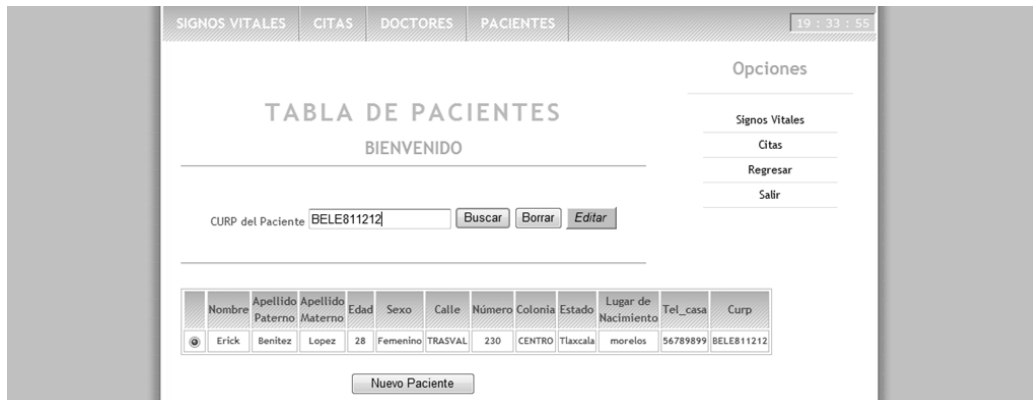 SIGNOS VITALES CITAS DOCTORES PACIENTES 19 : 33 : 55
Opciones
Signos Vitales
Citas
Regresar
Salir
TABLA DE PACIENTES
BIENVENIDO
CURP del Paciente BELE811212 Buscar Borrar Editar
Nombre Apellido Paterno Apellido Materno Edad Sexo Calle Número Colonia Estado Lugar de Nacimiento Tel_casa Curp
Erick Benitez Lopez 28 Femenino TRASVAL 230 CENTRO Tlaxcala morelos 56789899 BELE811212
Nuevo Paciente